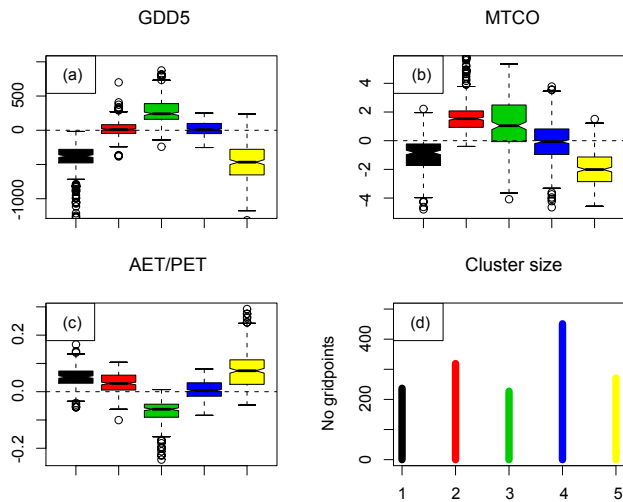 GDD5
MTCO
(a)
(b)
500
0
-1000
4
2
0
-2
-4
AET/PET
Cluster size
(c)
(d)
0.2
0.0
-0.2
No gridpoints
400
200
0
1 2 3 4 5